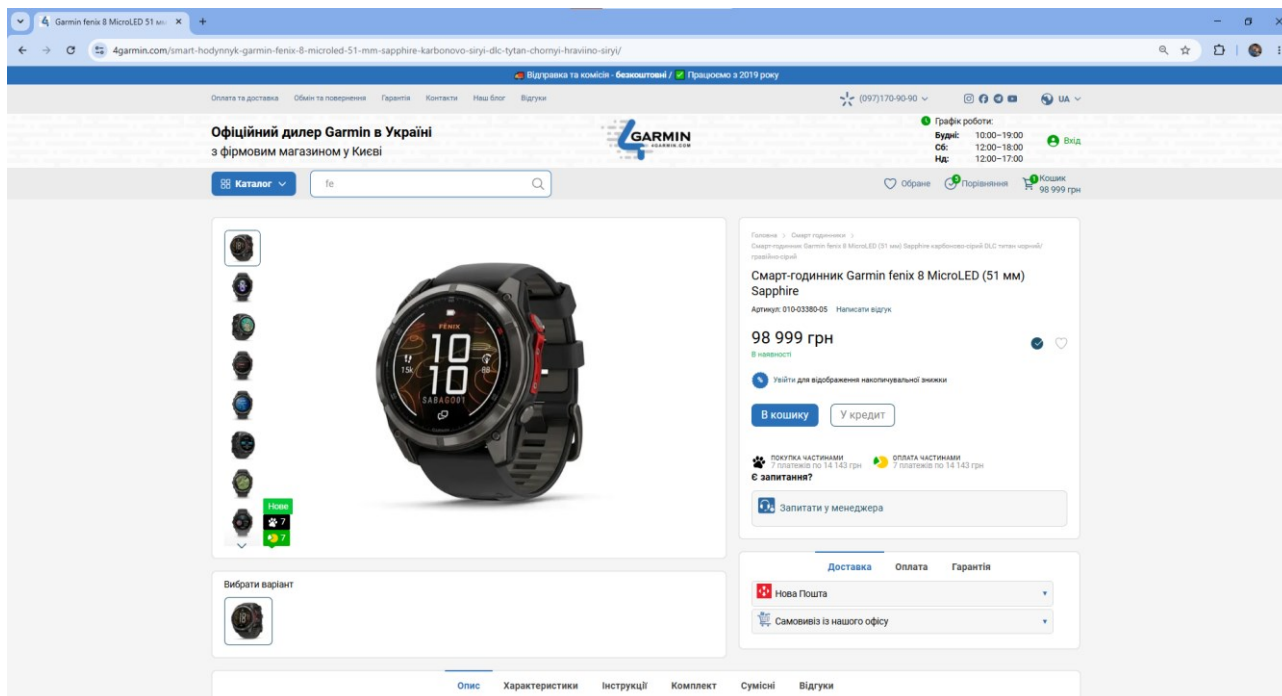 Garmin fenix 8 MicroLED 51 мм
4garmin.com/smart-hodynnyk-garmin-fenix-8-microled-51-mm-sapphire-karbonovo-siryi-dlc-tytan-chornyi-hraviino-siryi/
Відправка та комісія - безкоштовні / Працюємо з 2019 року
Оплата та доставка Обмін та повернення Гарантія Контакти Наш блог Відгуки (097)170-90-90 UA
Офіційний дилер Garmin в Україні
з фірмовим магазином у Києві
4GARMIN
4GARMIN.COM
Графік роботи:
Будні: 10:00–19:00
Сб: 12:00–18:00
Нд: 12:00–17:00
Вхід
Каталог
fe
Обране
3
Порівняння
1
Кошик
98 999 грн
FĒNIX
10
10
15k
88
SABAGO01
Нове
7
7
Вибрати варіант
Головна > Смарт годинники >
Смарт-годинник Garmin fenix 8 MicroLED (51 мм) Sapphire карбоново-сірий DLC титан чорний/
гравійно-сірий
Смарт-годинник Garmin fenix 8 MicroLED (51 мм)
Sapphire
Артикул: 010-03380-05 Написати відгук
98 999 грн
В наявності
Увійти для відображення накопичувальної знижки
В кошику
У кредит
ПОКУПКА ЧАСТИНАМИ
7 платежів по 14 143 грн
ОПЛАТА ЧАСТИНАМИ
7 платежів по 14 143 грн
Є запитання?
Запитати у менеджера
Доставка Оплата Гарантія
Нова Пошта
Самовивіз із нашого офісу
Опис Характеристики Інструкції Комплект Сумісні Відгуки